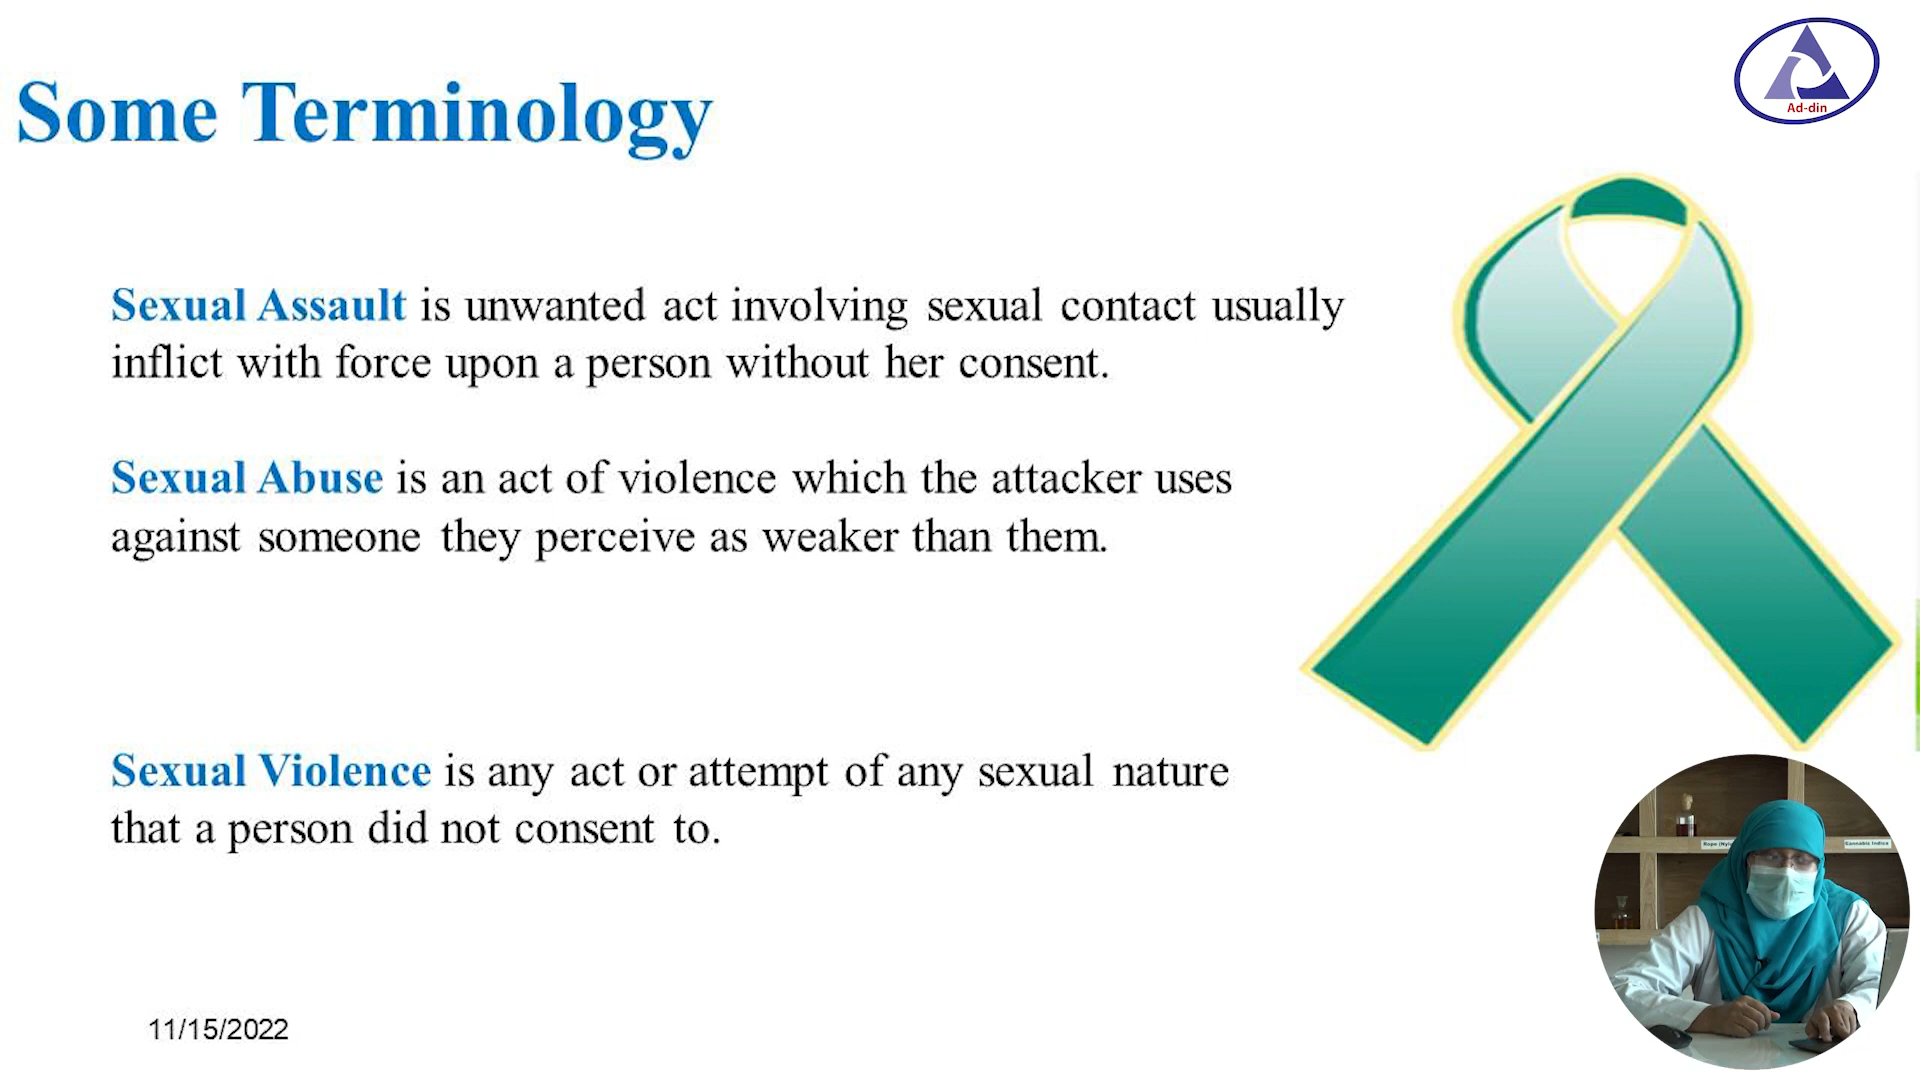 Ad-din
Some Terminology
Sexual Assault is unwanted act involving sexual contact usually
inflict with force upon a person without her consent.
Sexual Abuse is an act of violence which the attacker uses
against someone they perceive as weaker than them.
Sexual Violence is any act or attempt of any sexual nature
that a person did not consent to.
Cannabis Indica
11/15/2022